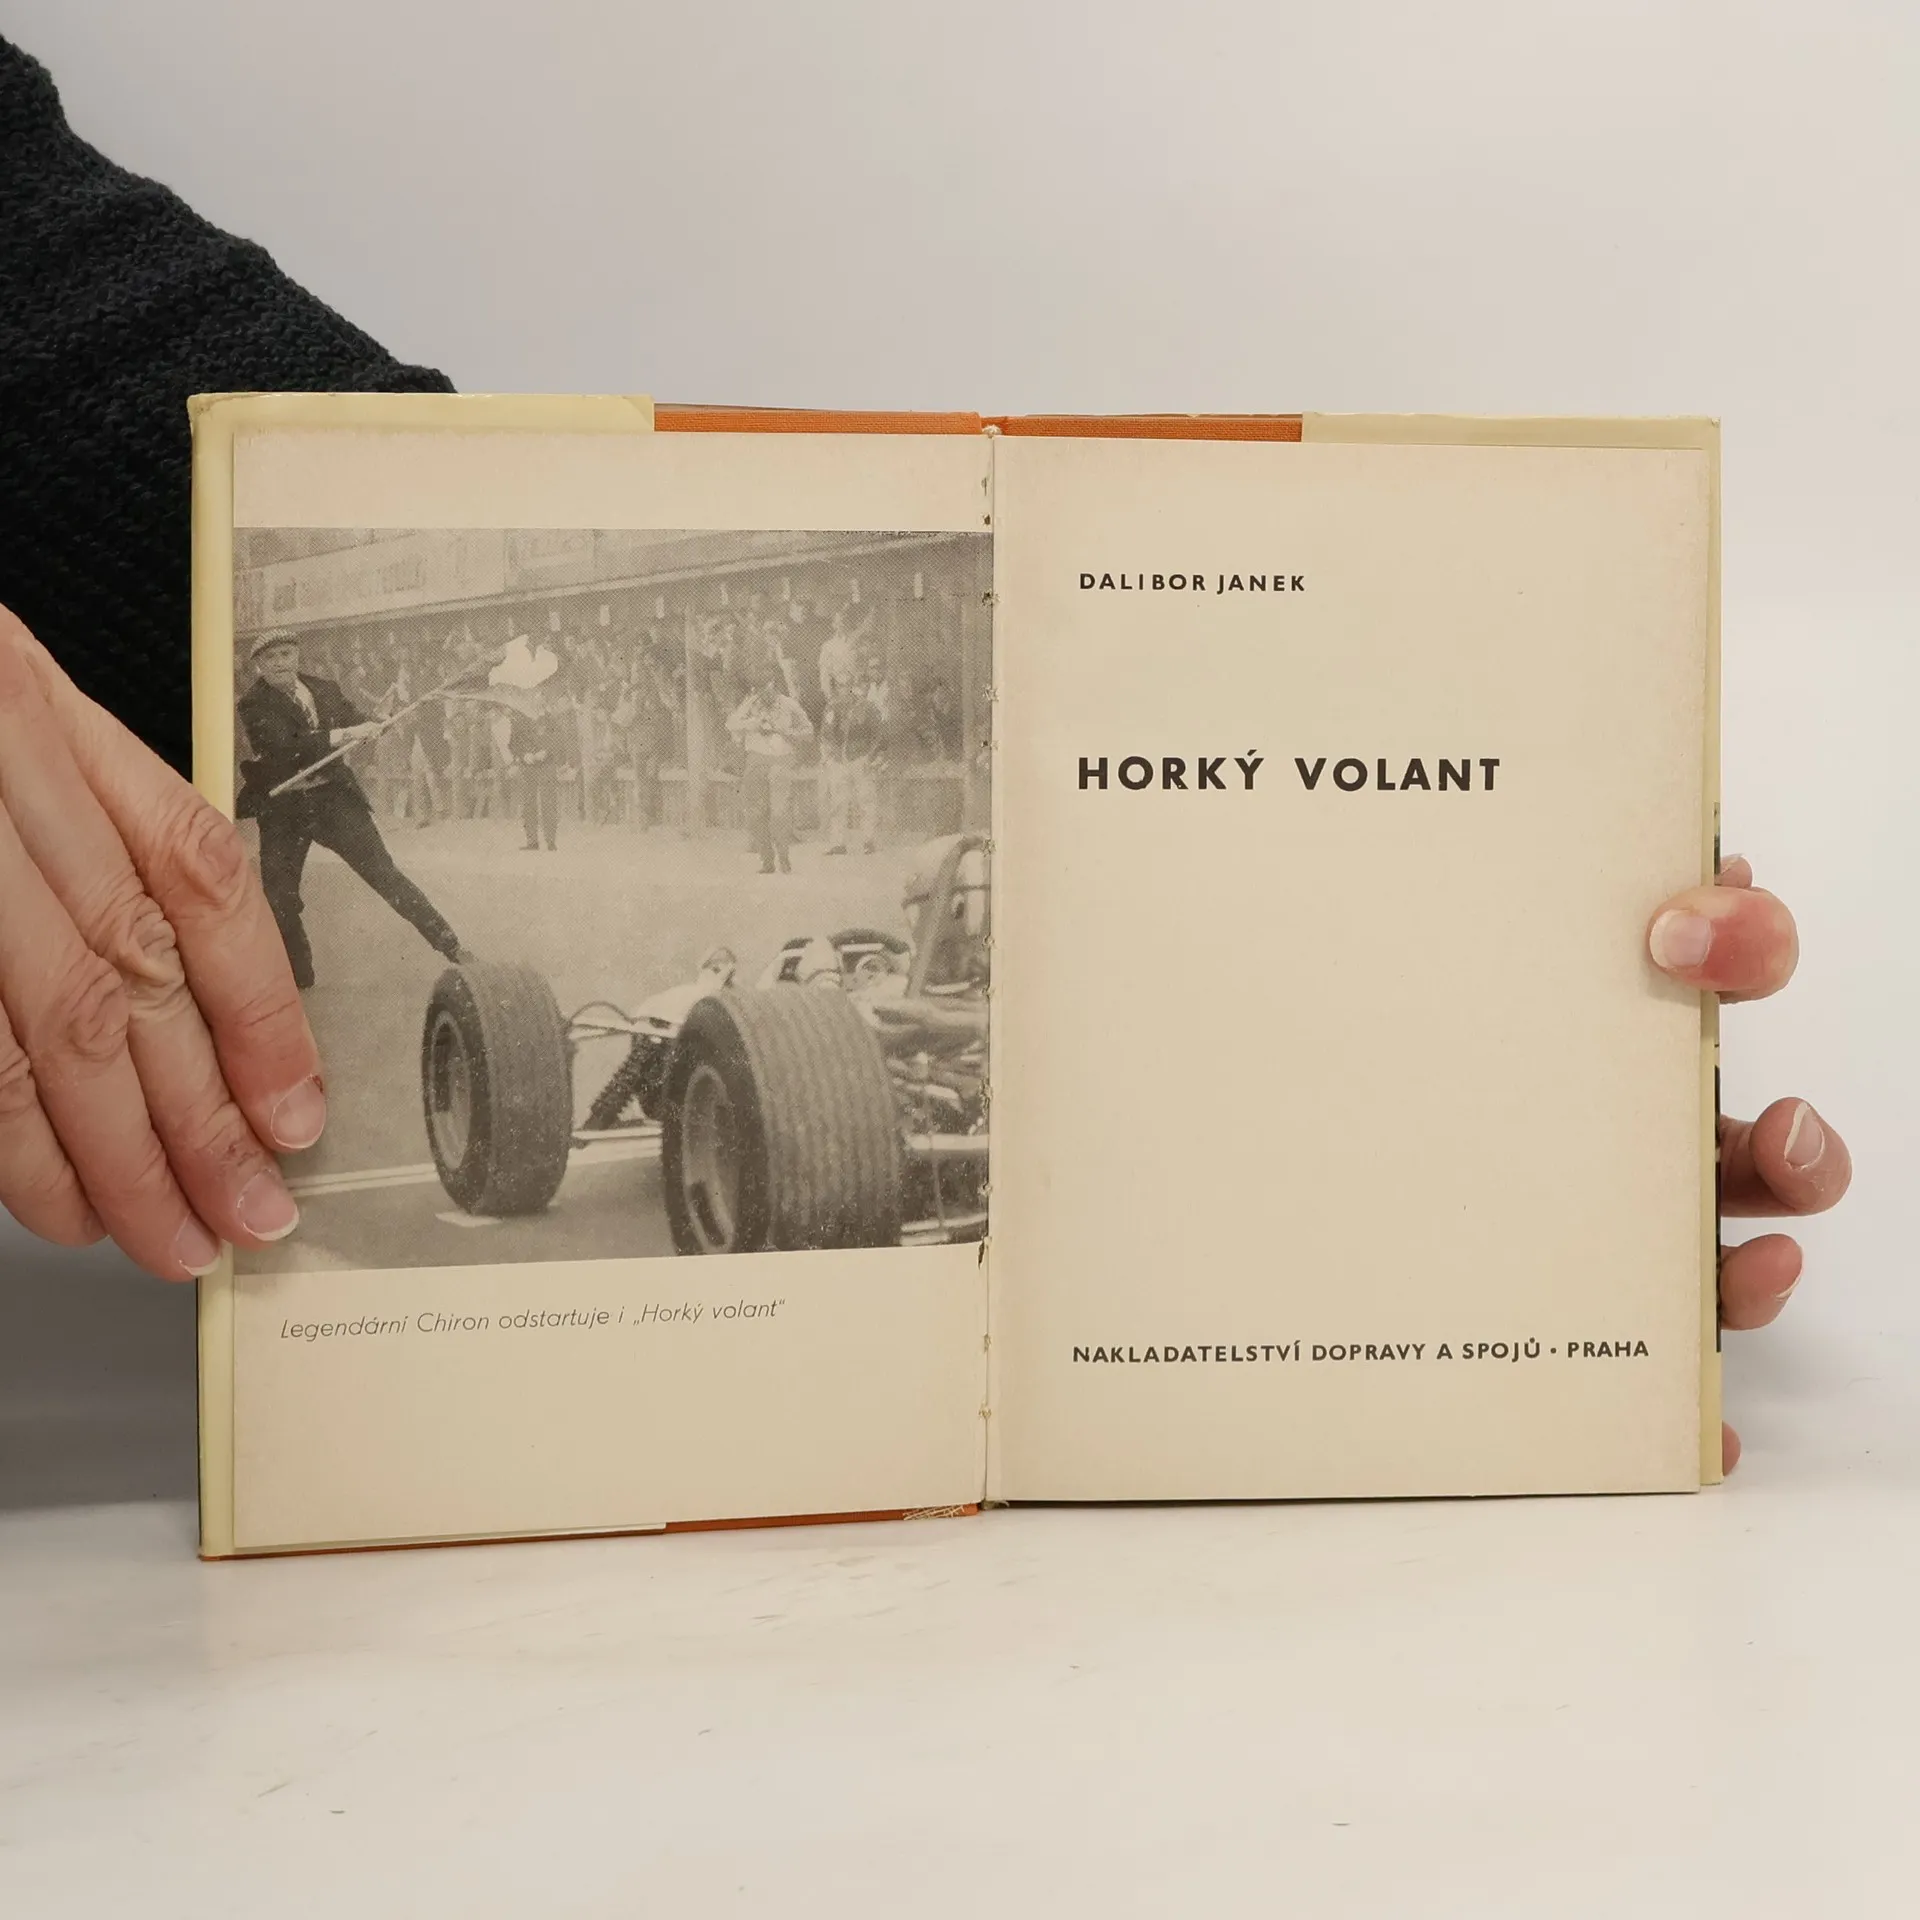 Legendární Chiron odstartuje i „Horký volant“
DALIBOR JANEK
HORKÝ VOLANT
NAKLADATELSTVÍ DOPRAVY A SPOJŮ • PRAHA